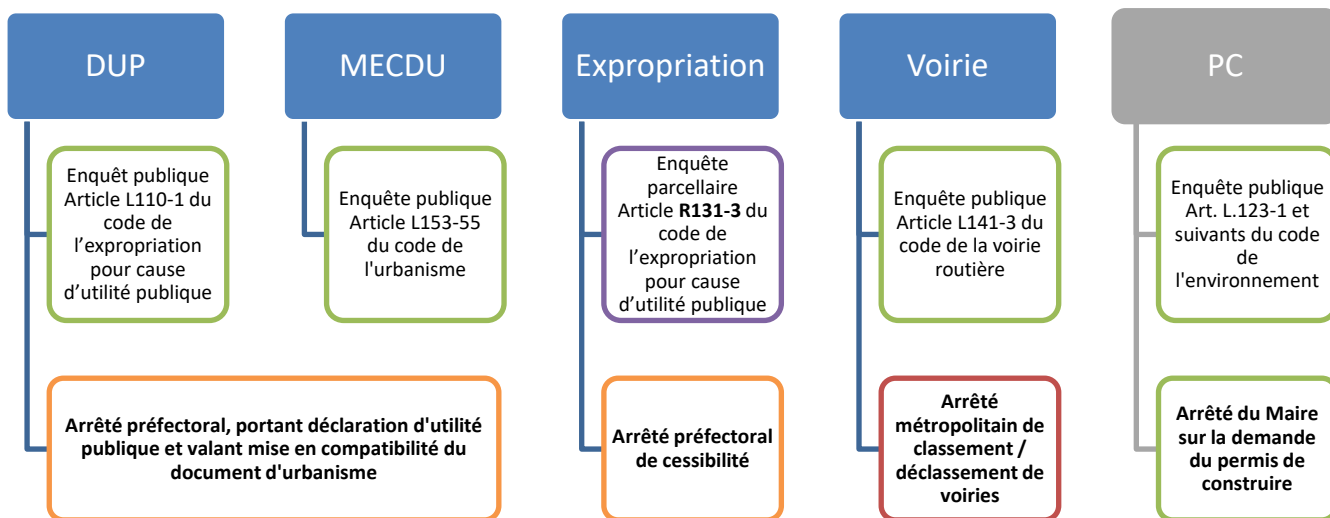 DUP
MECDU
Expropriation
Voirie
PC
Enquêt publique
Article L110-1 du
code de
l’expropriation
pour cause
d’utilité publique
Enquête publique
Article L153-55
du code de
l'urbanisme
Enquête
parcellaire
Article R131-3 du
code de
l’expropriation
pour cause
d’utilité publique
Enquête publique
Article L141-3 du
code de la voirie
routière
Enquête publique
Art. L.123-1 et
suivants du code
de
l'environnement
Arrêté préfectoral, portant déclaration d'utilité
publique et valant mise en compatibilité du
document d'urbanisme
Arrêté préfectoral
de cessibilité
Arrêté
métropolitain de
classement /
déclassement de
voiries
Arrêté du Maire
sur la demande
du permis de
construire